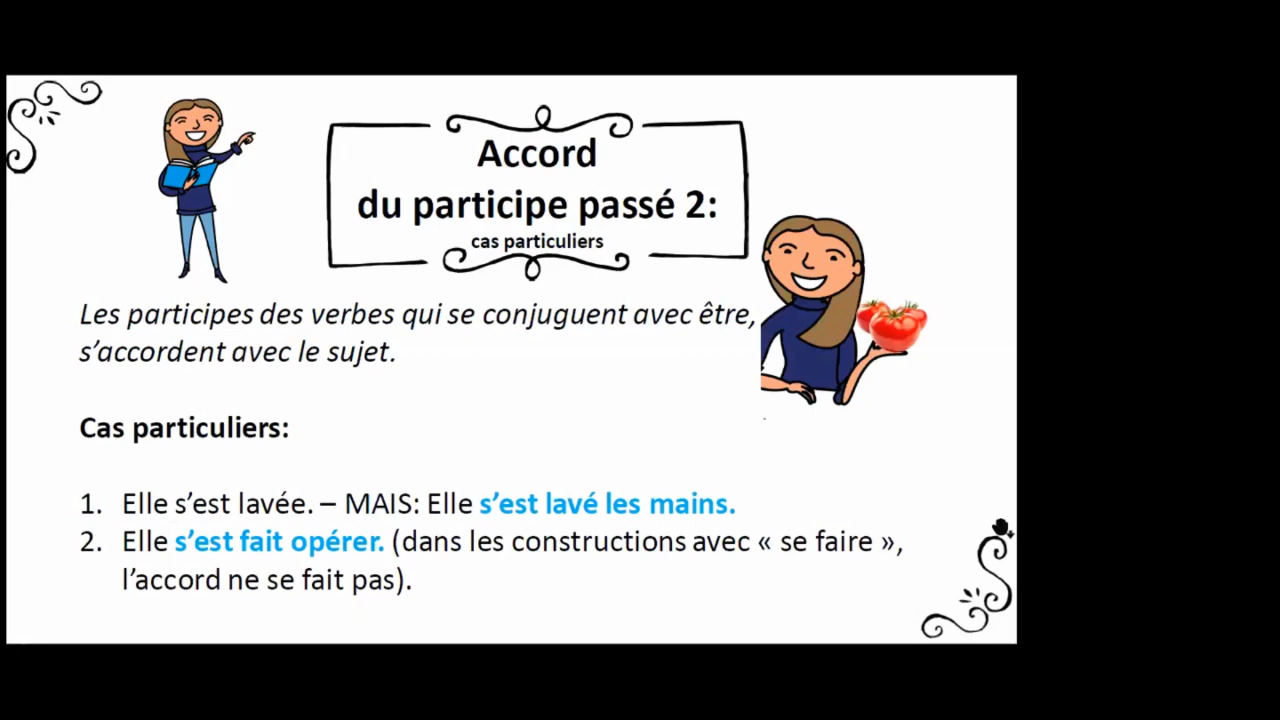 Accord
du participe passé 2:
cas particuliers
Les participes des verbes qui se conjuguent avec être,
s’accordent avec le sujet.
Cas particuliers:
1. Elle s’est lavée. – MAIS: Elle s’est lavé les mains.
2. Elle s’est fait opérer. (dans les constructions avec « se faire »,
l’accord ne se fait pas).